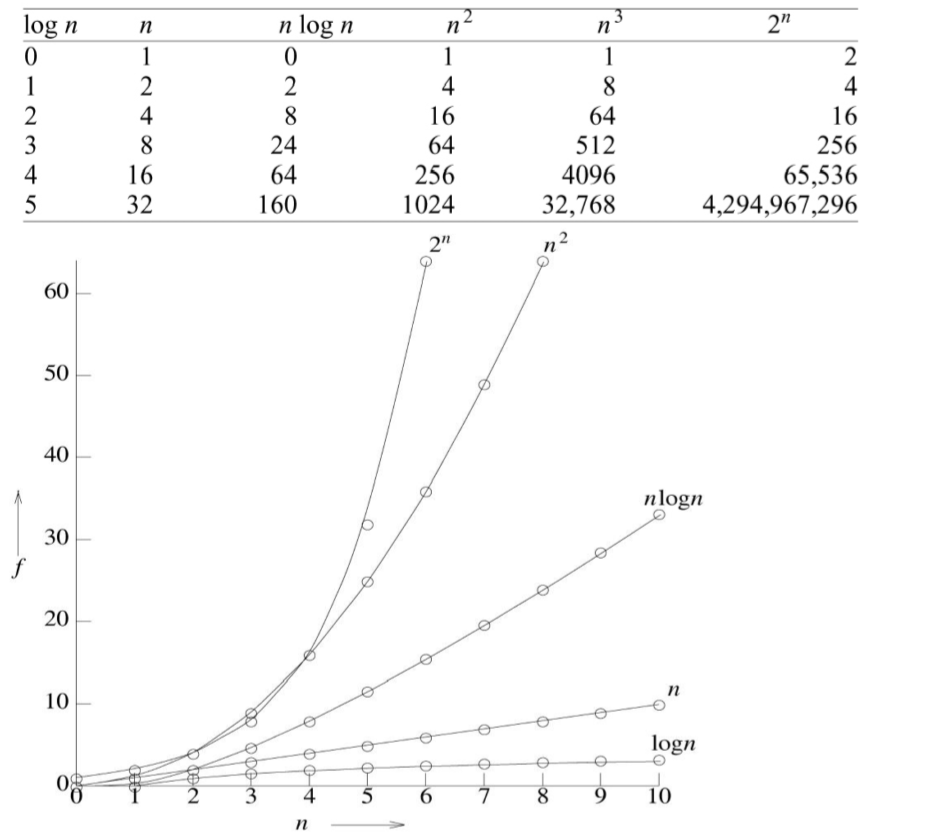 log n n n log n n² n³ 2ⁿ
0 1 0 1 1 2
1 2 2 4 8 4
2 4 8 16 64 16
3 8 24 64 512 256
4 16 64 256 4096 65,536
5 32 160 1024 32,768 4,294,967,296
2ⁿ n²
60
50
40
nlogn
30
f
20
10
n
logn
0
0 1 2 3 4 5 6 7 8 9 10
n